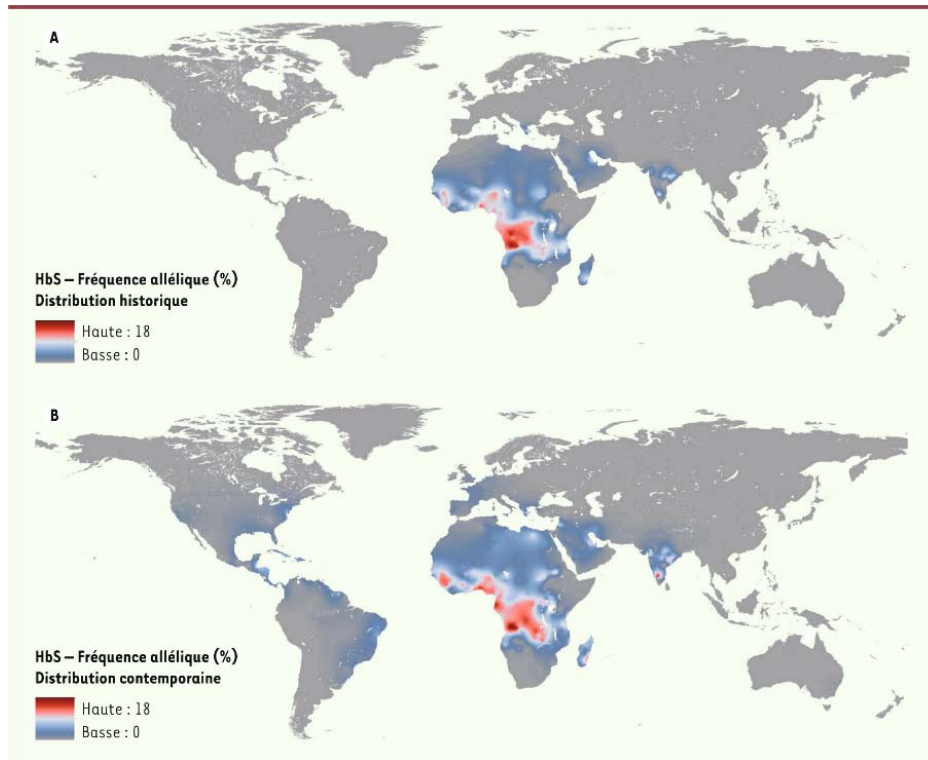 A
HbS – Fréquence allélique (%)
Distribution historique
Haute : 18
Basse : 0
B
HbS – Fréquence allélique (%)
Distribution contemporaine
Haute : 18
Basse : 0